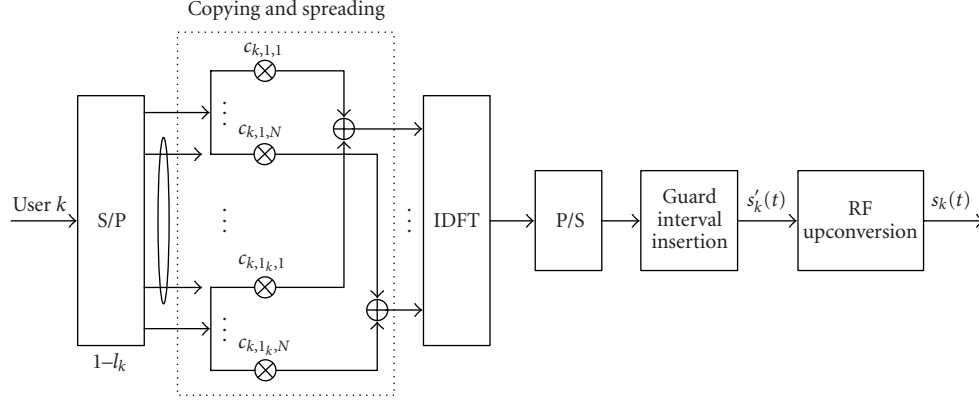 Copying and spreading
c_{k,1,1}
⋮
c_{k,1,N}
User k
S/P
⋮
⋮
IDFT
P/S
Guard
interval
insertion
s'_k(t)
RF
upconversion
s_k(t)
c_{k,1_k,1}
⋮
c_{k,1_k,N}
1–l_k